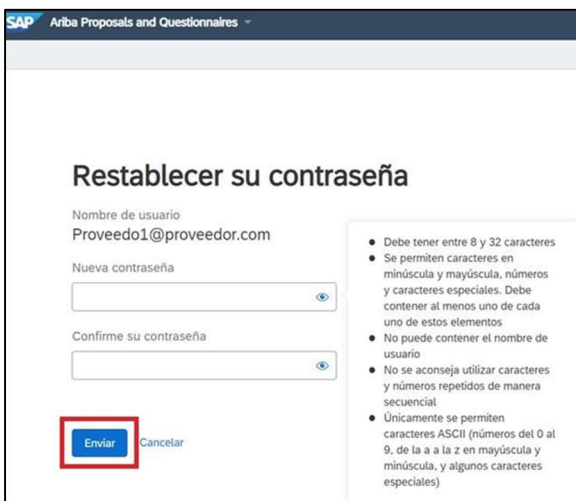 SAP Ariba Proposals and Questionnaires
Restablecer su contraseña
Nombre de usuario
Proveedo1@proveedor.com
Nueva contraseña
Confirme su contraseña
Enviar Cancelar
Debe tener entre 8 y 32 caracteres
Se permiten caracteres en
minúscula y mayúscula, números
y caracteres especiales. Debe
contener al menos uno de cada
uno de estos elementos
No puede contener el nombre de
usuario
No se aconseja utilizar caracteres
y números repetidos de manera
secuencial
Únicamente se permiten
caracteres ASCII (números del 0 al
9, de la a a la z en mayúscula y
minúscula, y algunos caracteres
especiales)